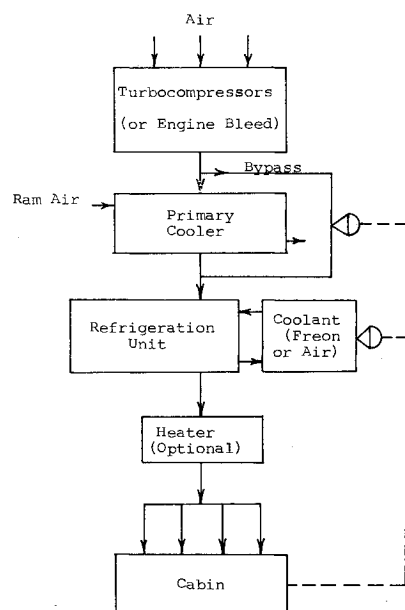 Air
Turbocompressors
(or Engine Bleed)
Bypass
Ram Air
Primary
Cooler
Refrigeration
Unit
Coolant
(Freon
or Air)
Heater
(Optional)
Cabin